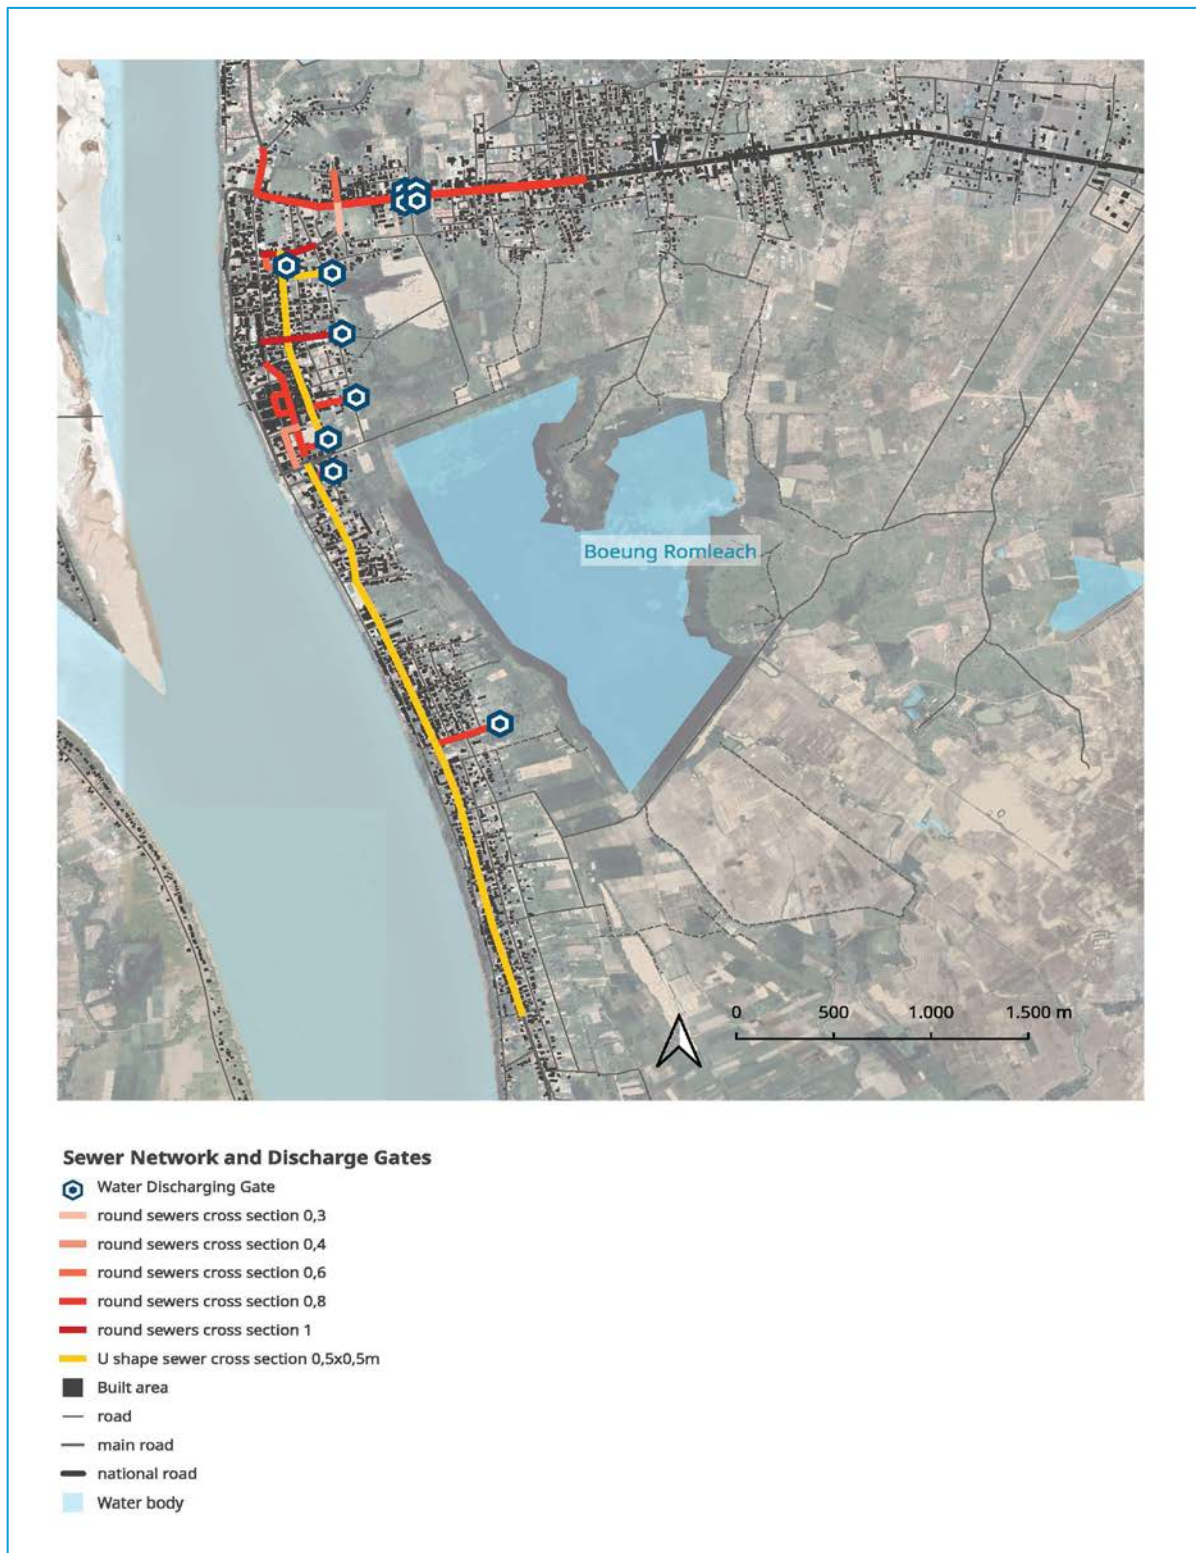 Boeung Romleach
0 500 1.000 1.500 m
Sewer Network and Discharge Gates
Water Discharging Gate
round sewers cross section 0,3
round sewers cross section 0,4
round sewers cross section 0,6
round sewers cross section 0,8
round sewers cross section 1
U shape sewer cross section 0,5x0,5m
Built area
road
main road
national road
Water body